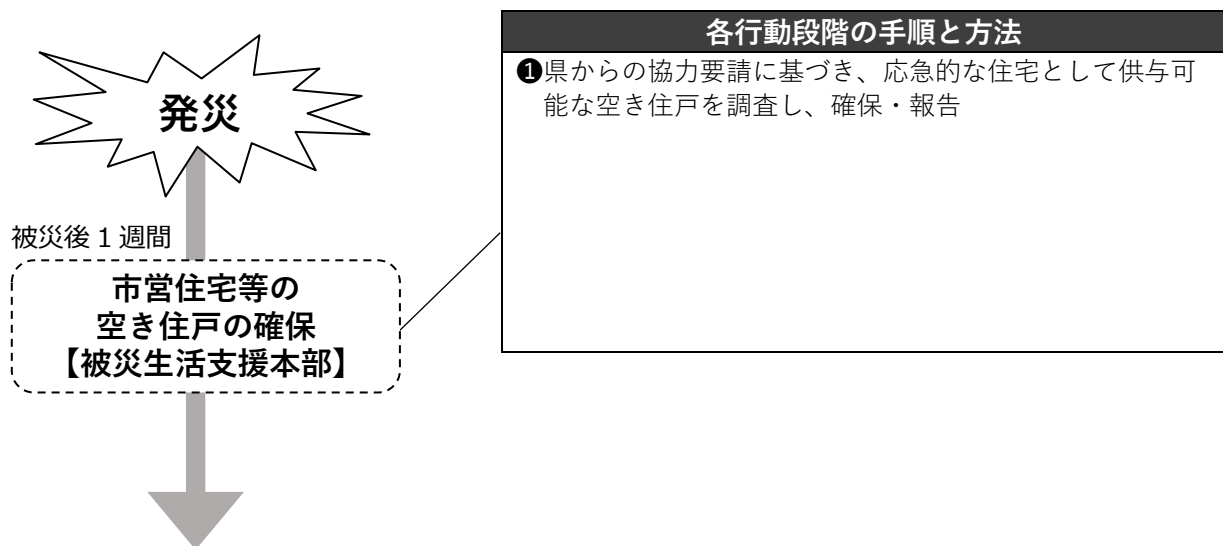 発災
被災後１週間
市営住宅等の
空き住戸の確保
【被災生活支援本部】
各行動段階の手順と方法
❶県からの協力要請に基づき、応急的な住宅として供与可
能な空き住戸を調査し、確保・報告